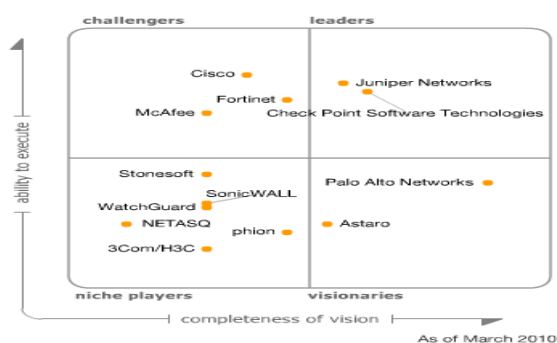 challengers
leaders
Cisco
Juniper Networks
Fortinet
McAfee
Check Point Software Technologies
ability to execute
Stonesoft
Palo Alto Networks
SonicWALL
WatchGuard
NETASQ
Astaro
phion
3Com/H3C
niche players
visionaries
completeness of vision
As of March 2010